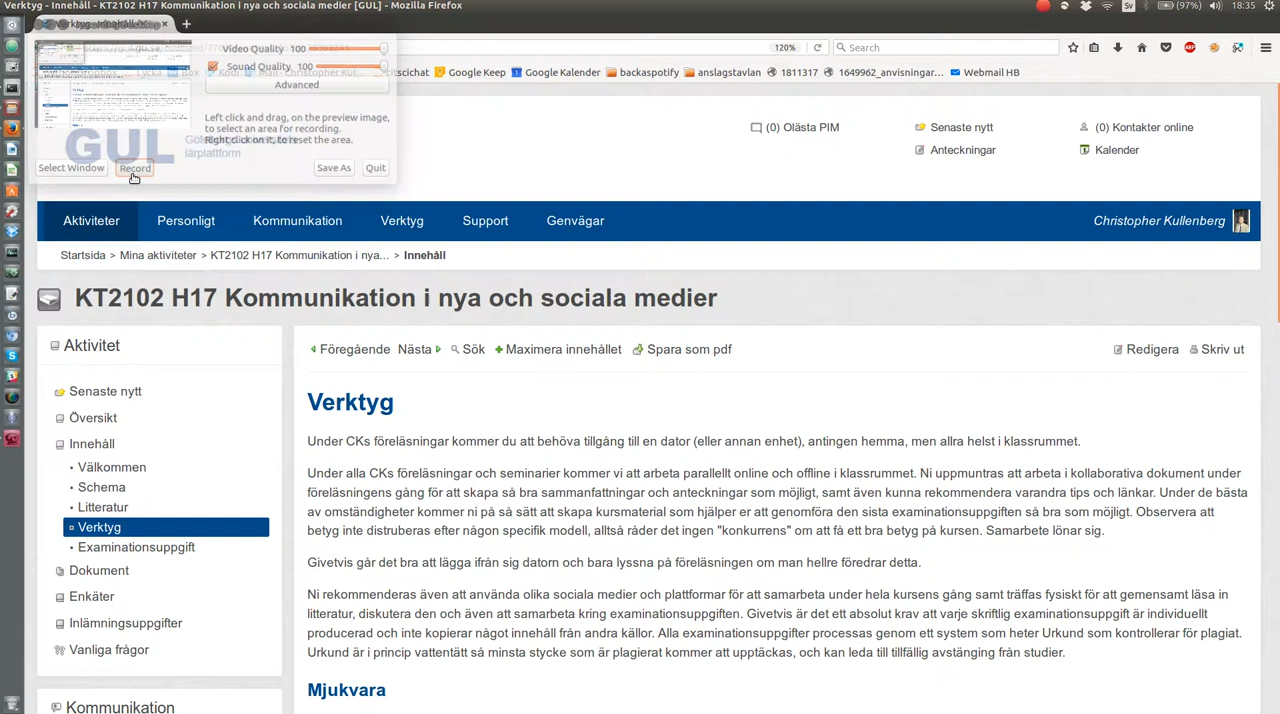 Verktyg - Innehåll - KT2102 H17 Kommunikation i nya och sociala medier [GUL] - Mozilla Firefox
Sv
(97%)
18:35
Video Quality 100
120%
Search
Sound Quality 100
Google Keep
Google Kalender
backaspotify
anslagstavlan
1811317
1649962_anvisningar...
Webmail HB
Advanced
Left click and drag, on the preview image,
to select an area for recording.
Right click on it, to reset the area.
GUL
lärplattform
Select Window
Record
Save As
Quit
(0) Olästa PIM
Senaste nytt
(0) Kontakter online
Anteckningar
Kalender
Aktiviteter
Personligt
Kommunikation
Verktyg
Support
Genvägar
Christopher Kullenberg
Startsida > Mina aktiviteter > KT2102 H17 Kommunikation i nya... > Innehåll
KT2102 H17 Kommunikation i nya och sociala medier
Aktivitet
Senaste nytt
Översikt
Innehåll
Välkommen
Schema
Litteratur
Verktyg
Examinationsuppgift
Dokument
Enkäter
Inlämningsuppgifter
Vanliga frågor
Kommunikation
Föregående
Nästa
Sök
Maximera innehållet
Spara som pdf
Redigera
Skriv ut
Verktyg
Under CKs föreläsningar kommer du att behöva tillgång till en dator (eller annan enhet), antingen hemma, men allra helst i klassrummet.
Under alla CKs föreläsningar och seminarier kommer vi att arbeta parallellt online och offline i klassrummet. Ni uppmuntras att arbeta i kollaborativa dokument under
föreläsningens gång för att skapa så bra sammanfattningar och anteckningar som möjligt, samt även kunna rekommendera varandra tips och länkar. Under de bästa
av omständigheter kommer ni på så sätt att skapa kursmaterial som hjälper er att genomföra den sista examinationsuppgiften så bra som möjligt. Observera att
betyg inte distruberas efter någon specifik modell, alltså råder det ingen "konkurrens" om att få ett bra betyg på kursen. Samarbete lönar sig.
Givetvis går det bra att lägga ifrån sig datorn och bara lyssna på föreläsningen om man hellre föredrar detta.
Ni rekommenderas även att använda olika sociala medier och plattformar för att samarbeta under hela kursens gång samt träffas fysiskt för att gemensamt läsa in
litteratur, diskutera den och även att samarbeta kring examinationsuppgiften. Givetvis är det ett absolut krav att varje skriftlig examinationsuppgift är individuellt
producerad och inte kopierar något innehåll från andra källor. Alla examinationsuppgifter processas genom ett system som heter Urkund som kontrollerar för plagiat.
Urkund är i princip vattentätt så minsta stycke som är plagierat kommer att upptäckas, och kan leda till tillfällig avstänging från studier.
Mjukvara